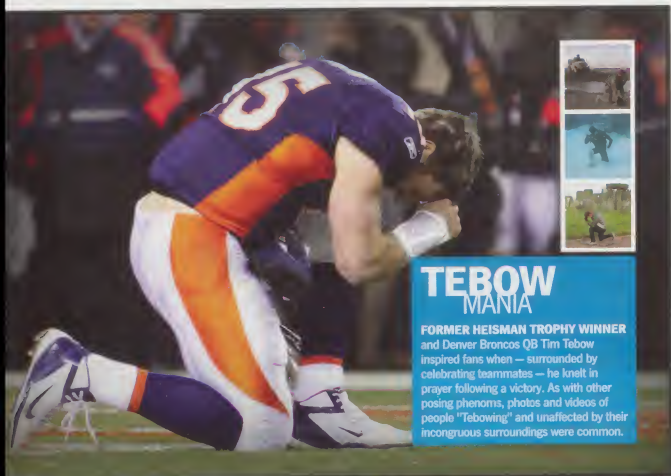 15
TEBOW
MANIA
FORMER HEISMAN TROPHY WINNER
and Denver Broncos QB Tim Tebow
inspired fans when — surrounded by
celebrating teammates — he knelt in
prayer following a victory. As with other
posing phenoms, photos and videos of
people "Tebowing" and unaffected by their
incongruous surroundings were common.